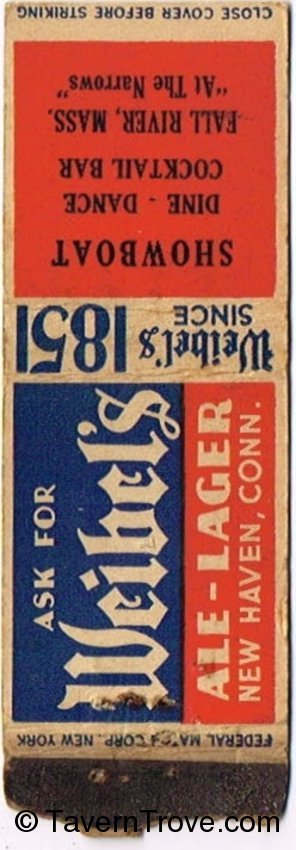 CLOSE COVER BEFORE STRIKING
SHOWBOAT
DINE - DANCE
COCKTAIL BAR
FALL RIVER, MASS.
"At The Narrows"
Weibel's
SINCE
1851
ASK FOR
Weibel's
ALE-LAGER
NEW HAVEN, CONN.
FEDERAL MATCH CORP. NEW YORK
© TavernTrove.com